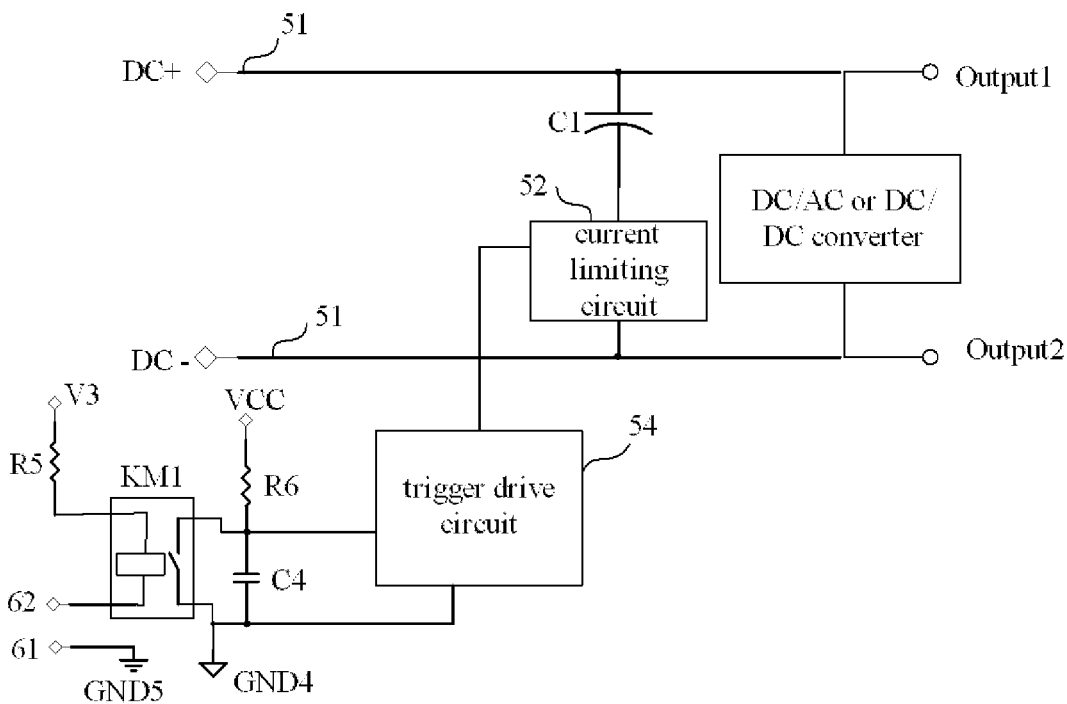 51
DC+
Output1
C1
52
DC/AC or DC/
DC converter
current
limiting
circuit
51
DC -
Output2
V3
VCC
54
R5
KM1
R6
trigger drive
circuit
C4
62
61
GND5
GND4